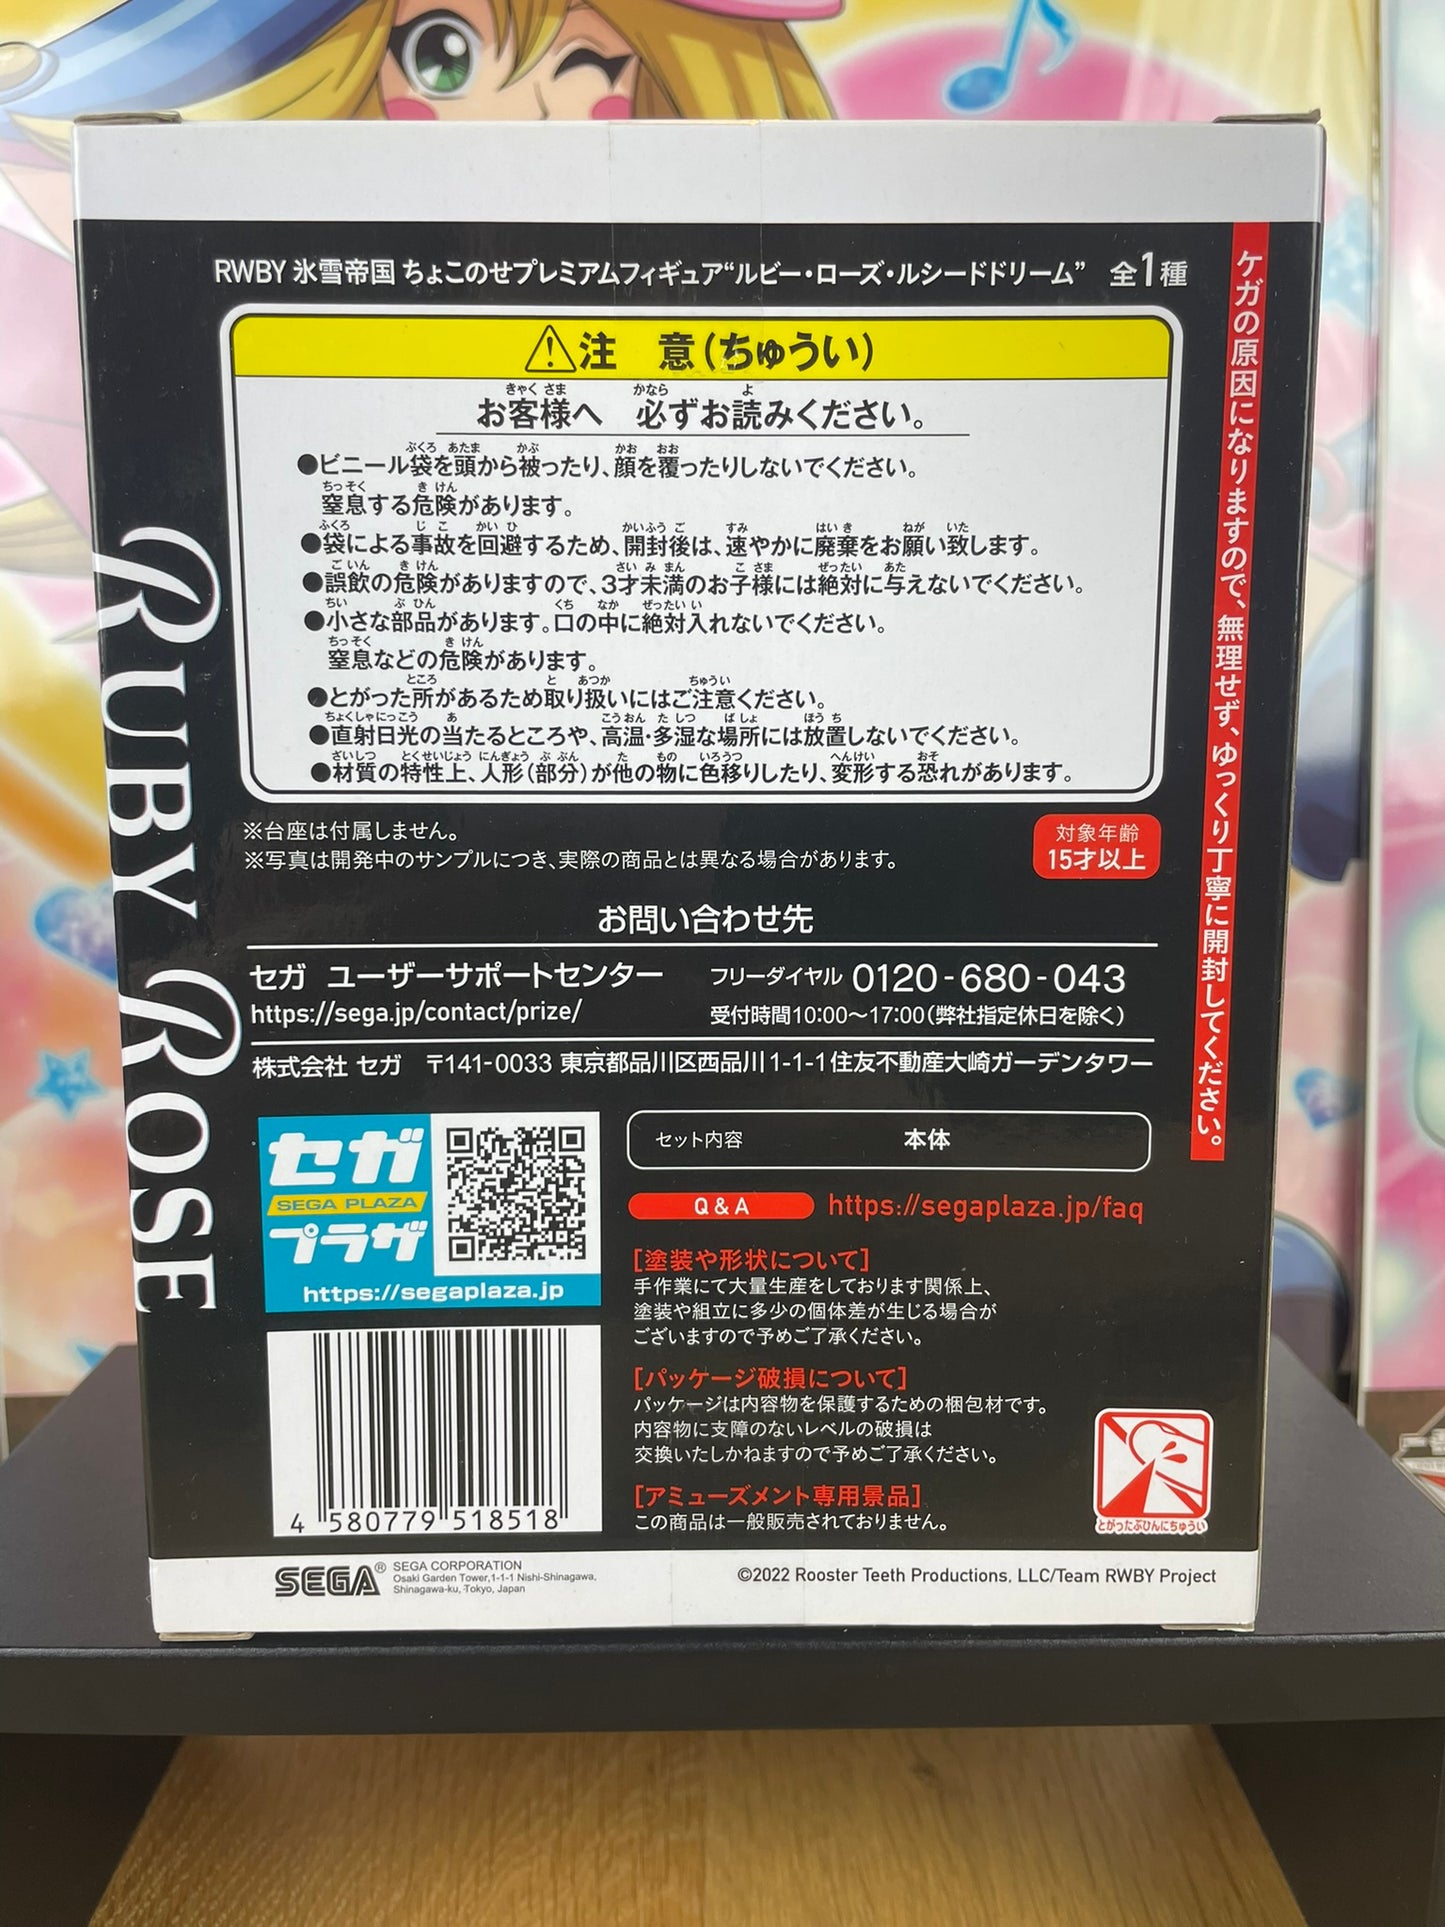 RWBY 氷雪帝国 ちょこのせプレミアムフィギュア“ルビー・ローズ・ルシードドリーム” 全1種
注 意(ちゅうい)
お客様へ 必ずお読みください。
●ビニール袋を頭から被ったり、顔を覆ったりしないでください。
窒息する危険があります。
●袋による事故を回避するため、開封後は、速やかに廃棄をお願い致します。
●誤飲の危険がありますので、3才未満のお子様には絶対に与えないでください。
●小さな部品があります。口の中に絶対入れないでください。
窒息などの危険があります。
●とがった所があるため取り扱いにはご注意ください。
●直射日光の当たるところや、高温・多湿な場所には放置しないでください。
●材質の特性上、人形(部分)が他の物に色移りしたり、変形する恐れがあります。
※台座は付属しません。
※写真は開発中のサンプルにつき、実際の商品とは異なる場合があります。
対象年齢
15才以上
ケガの原因になりますので、無理せず、ゆっくり丁寧に開封してください。
RUBY ROSE
お問い合わせ先
セガ ユーザーサポートセンター フリーダイヤル 0120-680-043
https://sega.jp/contact/prize/ 受付時間10:00〜17:00(弊社指定休日を除く)
株式会社 セガ 〒141-0033 東京都品川区西品川1-1-1住友不動産大崎ガーデンタワー
セガ
SEGA PLAZA
プラザ
https://segaplaza.jp
セット内容 本体
Q & A https://segaplaza.jp/faq
[塗装や形状について]
手作業にて大量生産をしております関係上、
塗装や組立に多少の個体差が生じる場合が
ございますので予めご了承ください。
[パッケージ破損について]
パッケージは内容物を保護するための梱包材です。
内容物に支障のないレベルの破損は
交換いたしかねますので予めご了承ください。
[アミューズメント専用景品]
この商品は一般販売されておりません。
とがったぶひんにちゅうい
4 580779 518518
SEGA® SEGA CORPORATION
Osaki Garden Tower,1-1-1 Nishi-Shinagawa,
Shinagawa-ku, Tokyo, Japan
©2022 Rooster Teeth Productions, LLC/Team RWBY Project